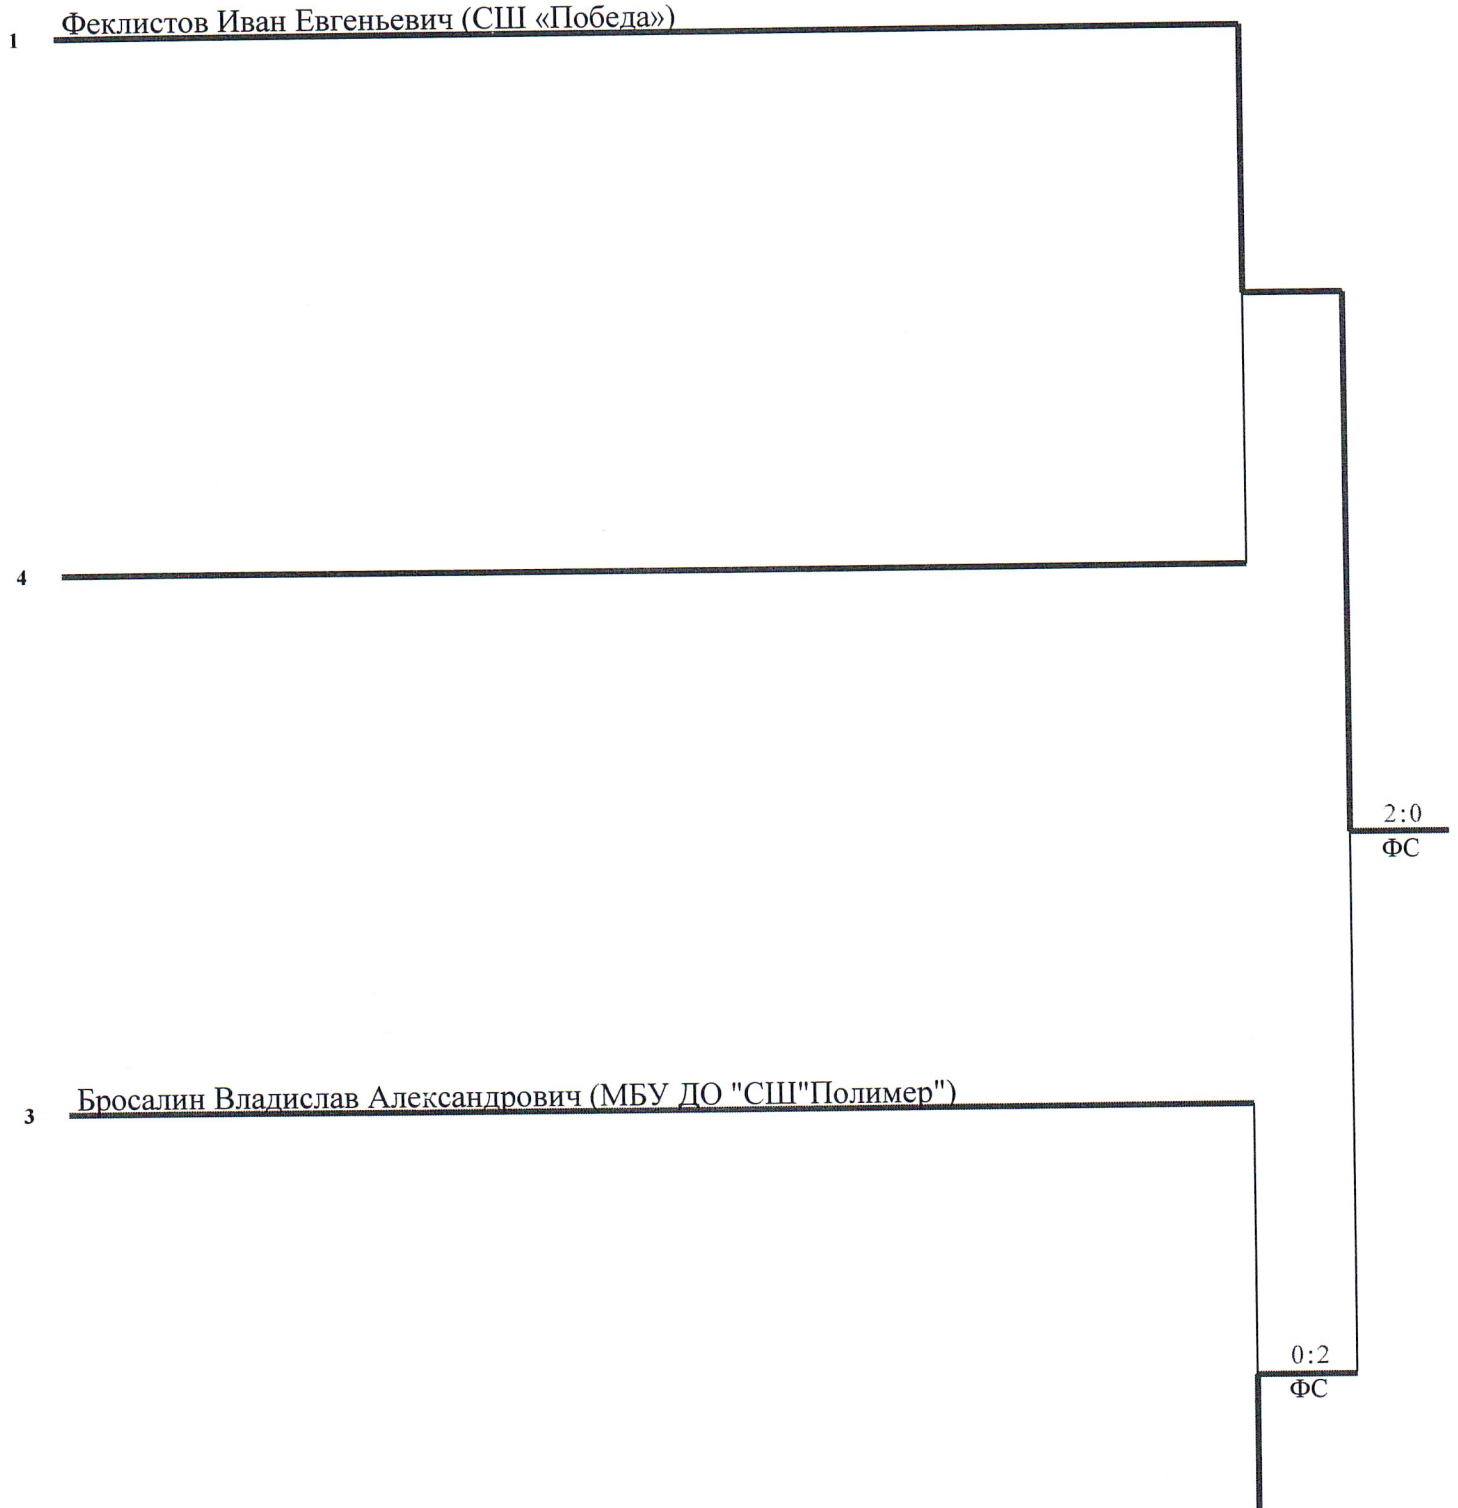 1 Феклистов Иван Евгеньевич (СШ «Победа»)
4
2:0
ФС
3 Бросалин Владислав Александрович (МБУ ДО "СШ"Полимер")
0:2
ФС